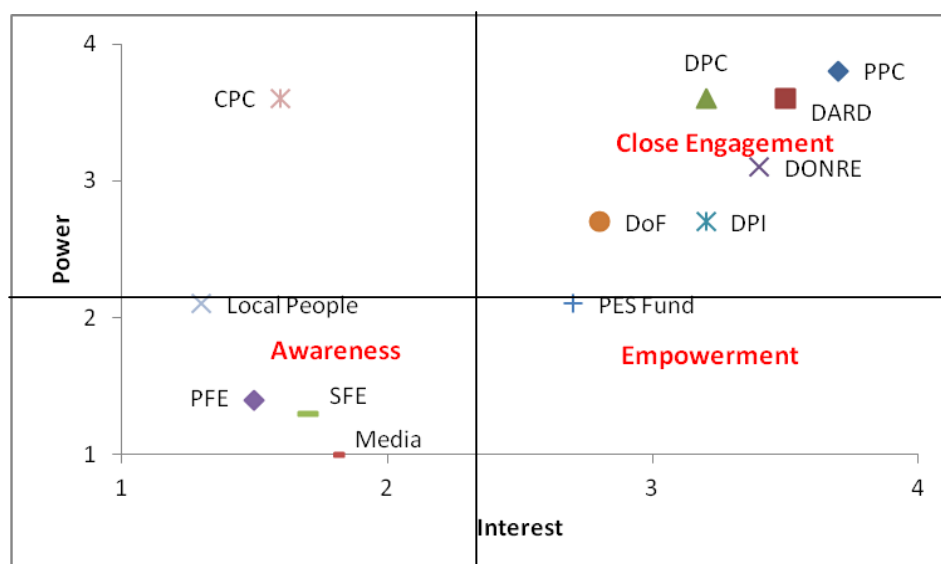 4
DPC
PPC
CPC
DARD
Close Engagement
3
DONRE
Power
DoF
DPI
Local People
PES Fund
2
Awareness
Empowerment
PFE
SFE
Media
1
1
2
3
4
Interest